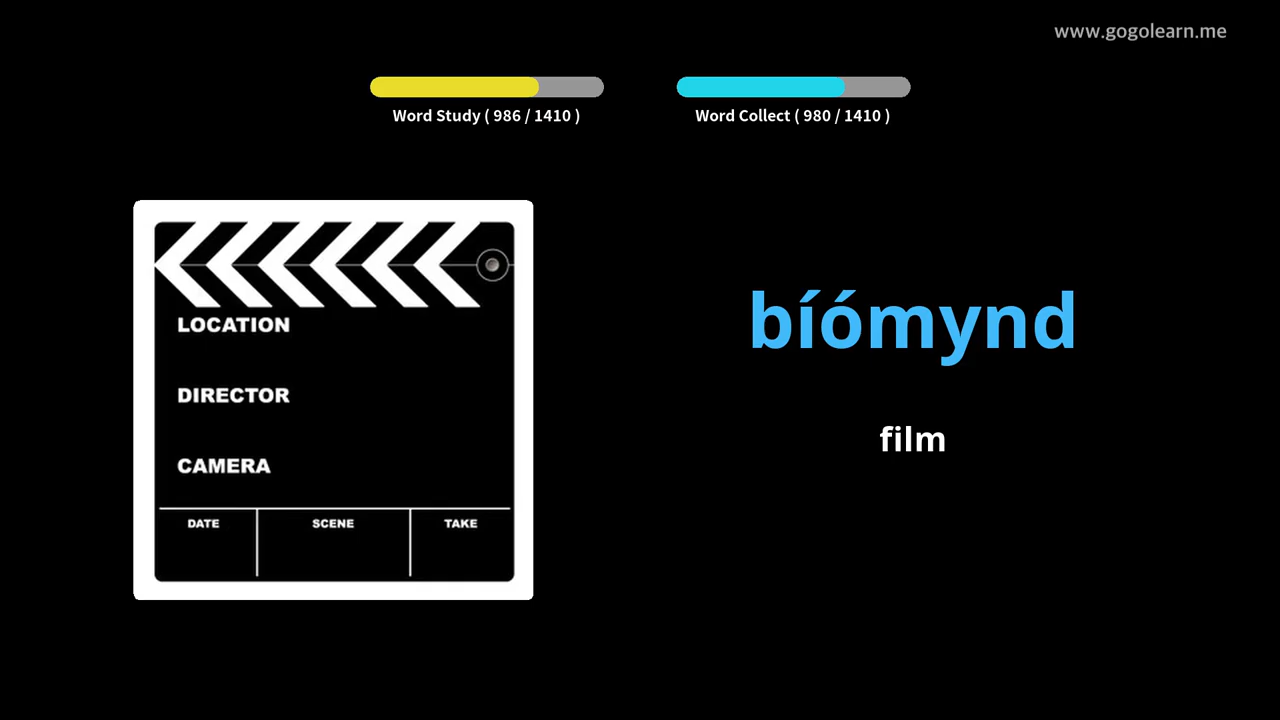 www.gogolearn.me
Word Study ( 986 / 1410 )
Word Collect ( 980 / 1410 )
LOCATION
DIRECTOR
CAMERA
DATE
SCENE
TAKE
bíómynd
film